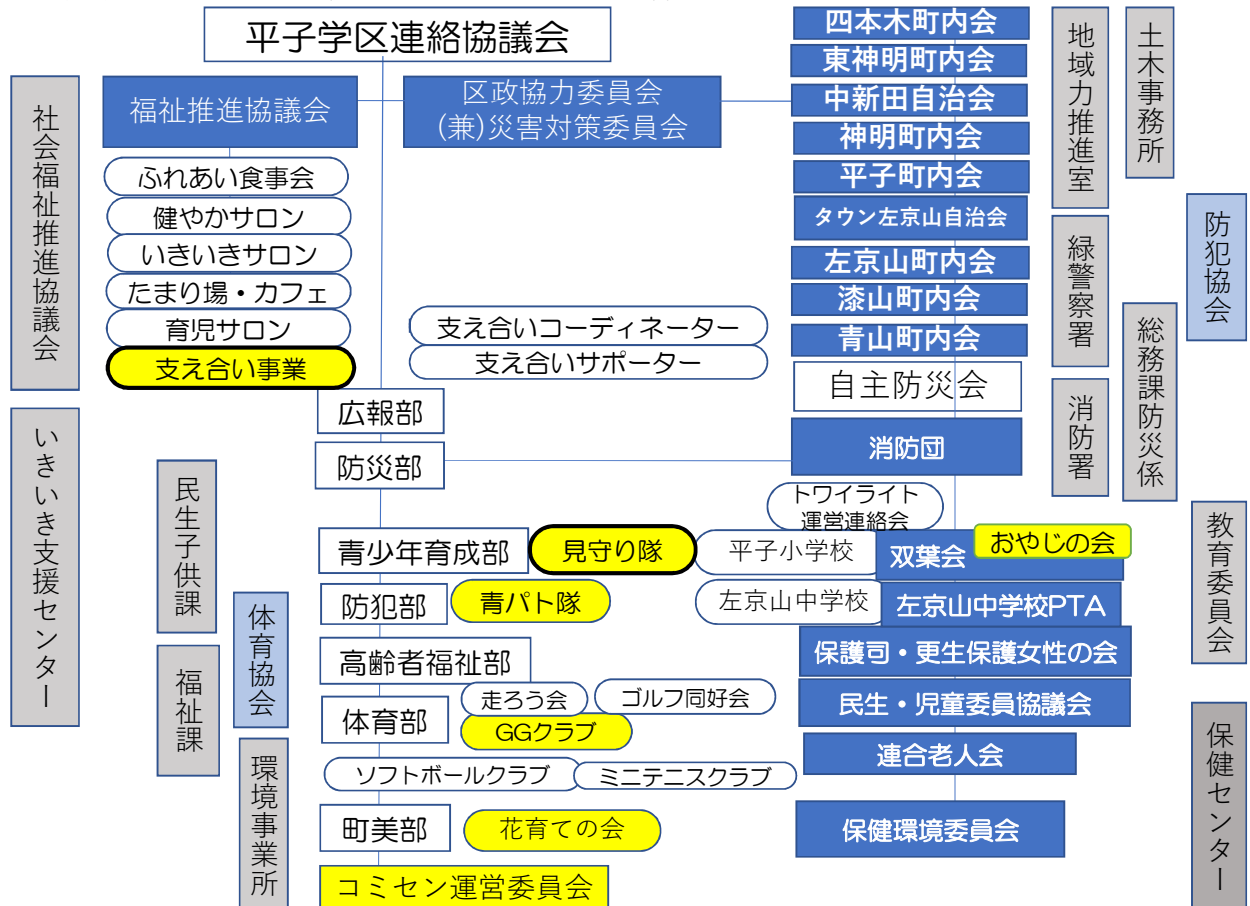 平子学区連絡協議会
福祉推進協議会
区政協力委員会
(兼)災害対策委員会
社会福祉推進協議会
いきいき支援センター
ふれあい食事会
健やかサロン
いきいきサロン
たまり場・カフェ
育児サロン
支え合い事業
支え合いコーディネーター
支え合いサポーター
四本木町内会
東神明町内会
中新田自治会
神明町内会
平子町内会
タウン左京山自治会
左京山町内会
漆山町内会
青山町内会
自主防災会
消防団
地域力推進室
土木事務所
緑警察署
防犯協会
総務課防災係
消防署
教育委員会
保健センター
広報部
防災部
民生子供課
福祉課
体育協会
環境事業所
青少年育成部
見守り隊
防犯部
青パト隊
高齢者福祉部
体育部
走ろう会
ゴルフ同好会
GGクラブ
ソフトボールクラブ
ミニテニスクラブ
町美部
花育ての会
コミセン運営委員会
トワイライト
運営連絡会
平子小学校
双葉会
おやじの会
左京山中学校
左京山中学校PTA
保護司・更生保護女性の会
民生・児童委員協議会
連合老人会
保健環境委員会